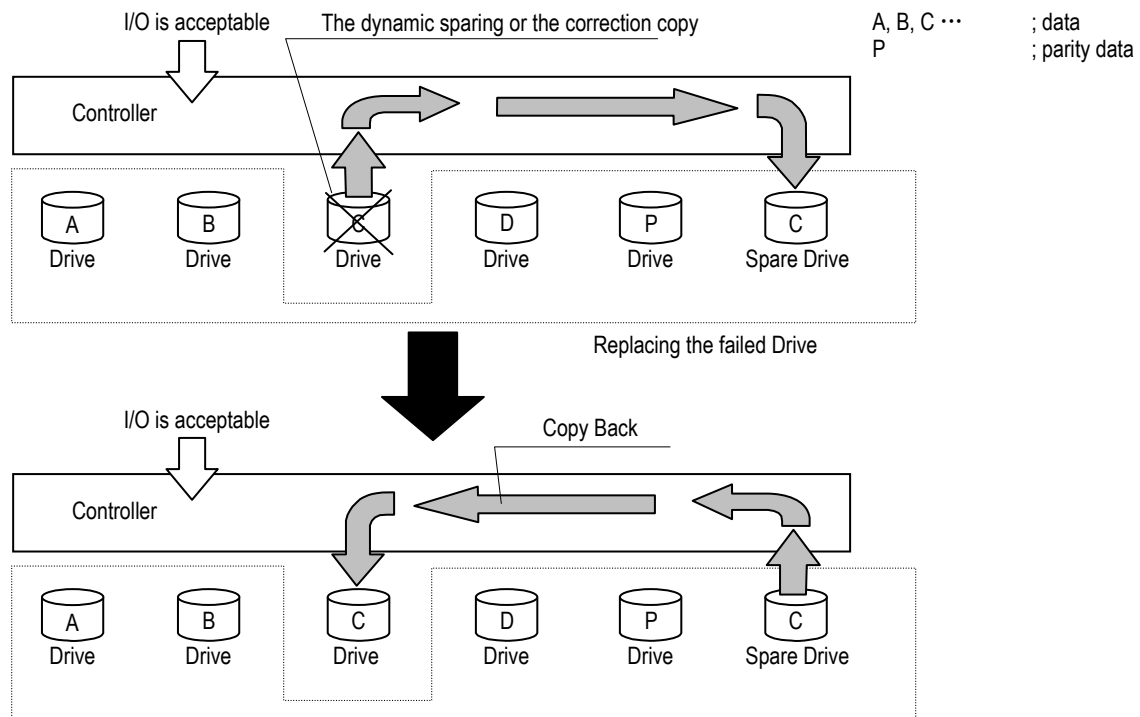 I/O is acceptable
The dynamic sparing or the correction copy
A, B, C ⋯ ; data
P ; parity data
Controller
A B C D P C
Drive Drive Drive Drive Drive Spare Drive
Replacing the failed Drive
I/O is acceptable
Copy Back
Controller
A B C D P C
Drive Drive Drive Drive Drive Spare Drive